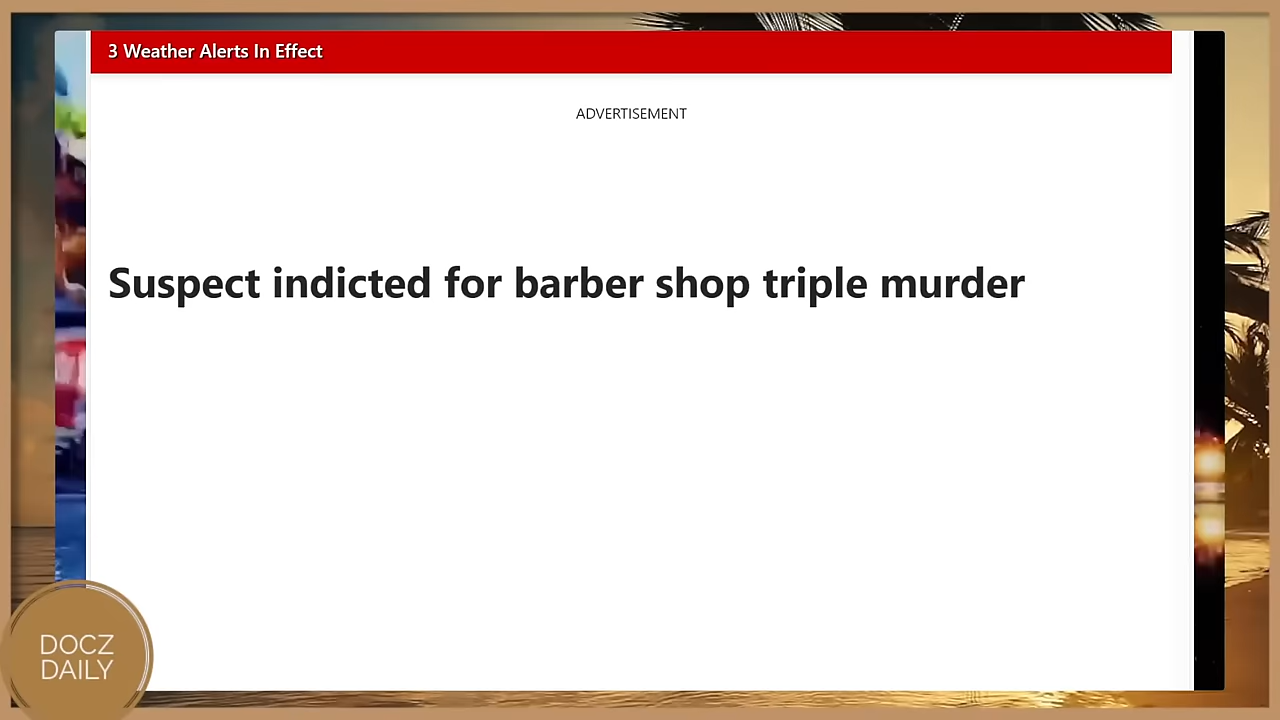 3 Weather Alerts In Effect
ADVERTISEMENT
Suspect indicted for barber shop triple murder
DOCZ
DAILY